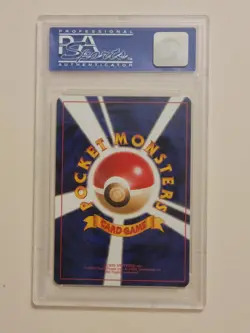 PROFESSIONAL
PSA
AUTHENTICATOR
POCKET MONSTERS
CARD GAME